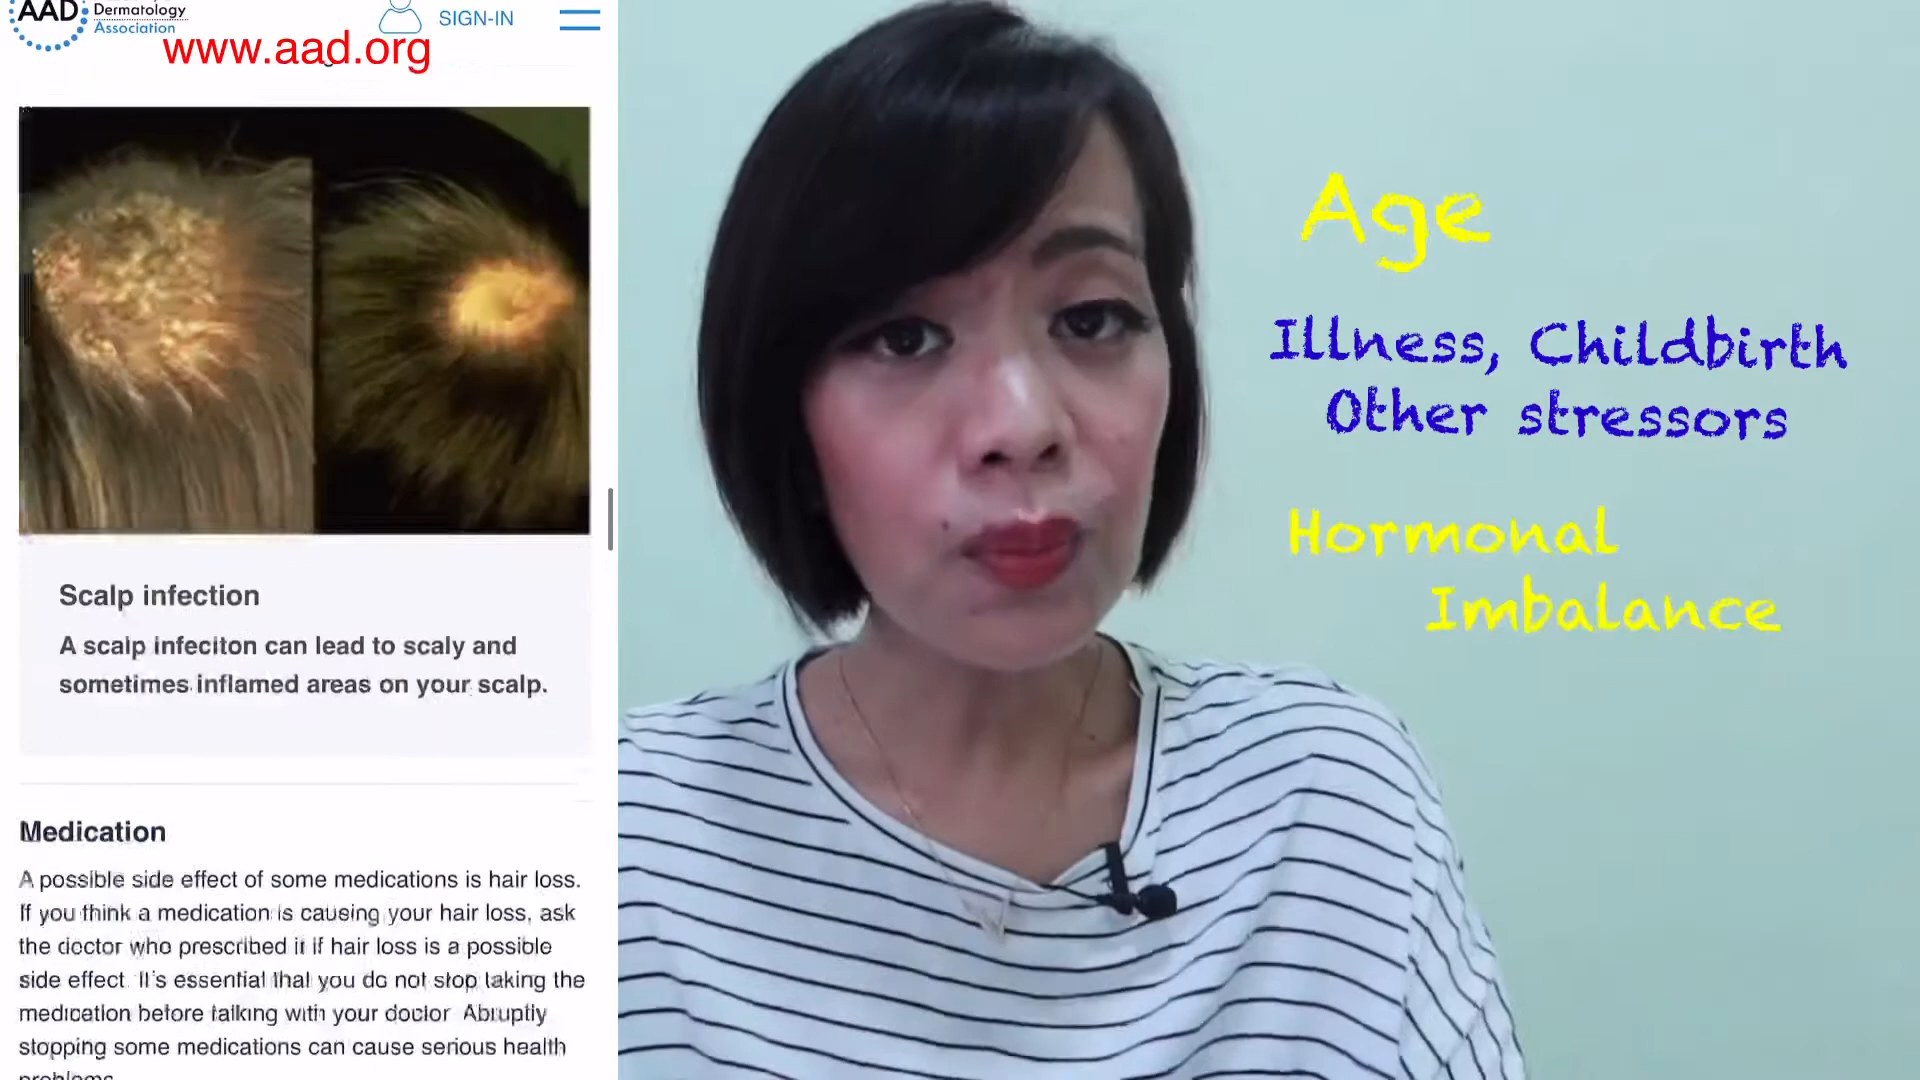 AAD
Dermatology
Association
SIGN-IN
www.aad.org
Scalp infection
A scalp infeciton can lead to scaly and
sometimes inflamed areas on your scalp.
Medication
A possible side effect of some medications is hair loss.
If you think a medication is causing your hair loss, ask
the doctor who prescribed it if hair loss is a possible
side effect. It's essential that you do not stop taking the
medication before talking with your doctor. Abruptly
stopping some medications can cause serious health
problems.
Age
Illness, Childbirth
Other stressors
Hormonal
Imbalance